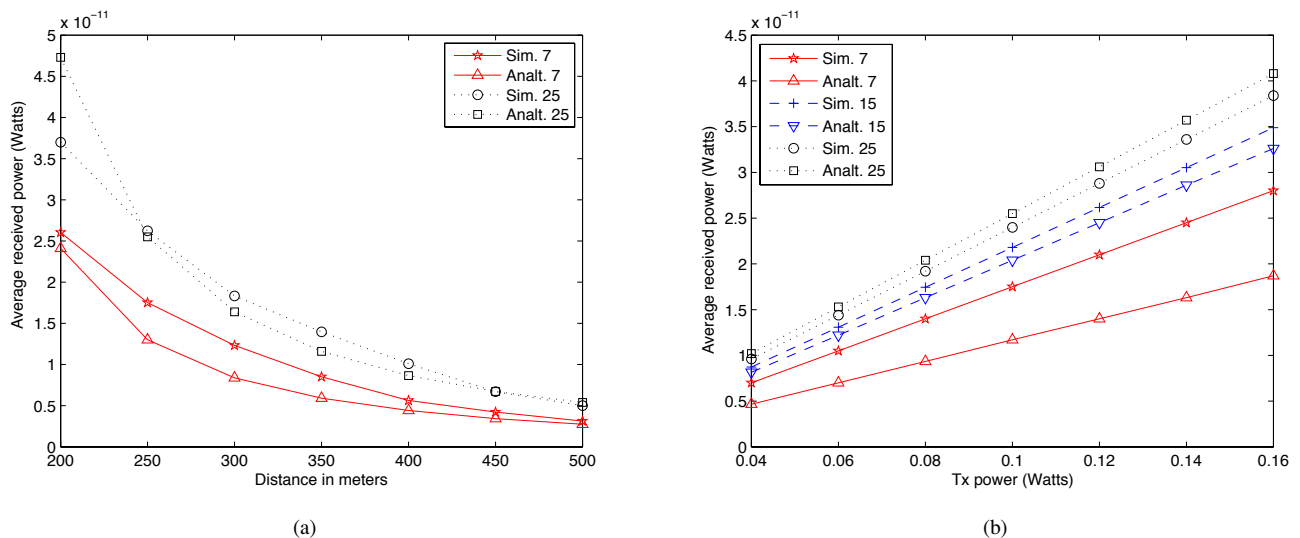 x 10⁻¹¹
5
4.5
4
3.5
3
2.5
2
1.5
1
0.5
0
Average received power (Watts)
200 250 300 350 400 450 500
Distance in meters
Sim. 7
Analt. 7
Sim. 25
Analt. 25
(a)
x 10⁻¹¹
4.5
4
3.5
3
2.5
2
1.5
1
0.5
0
Average received power (Watts)
0.04 0.06 0.08 0.1 0.12 0.14 0.16
Tx power (Watts)
Sim. 7
Analt. 7
Sim. 15
Analt. 15
Sim. 25
Analt. 25
(b)